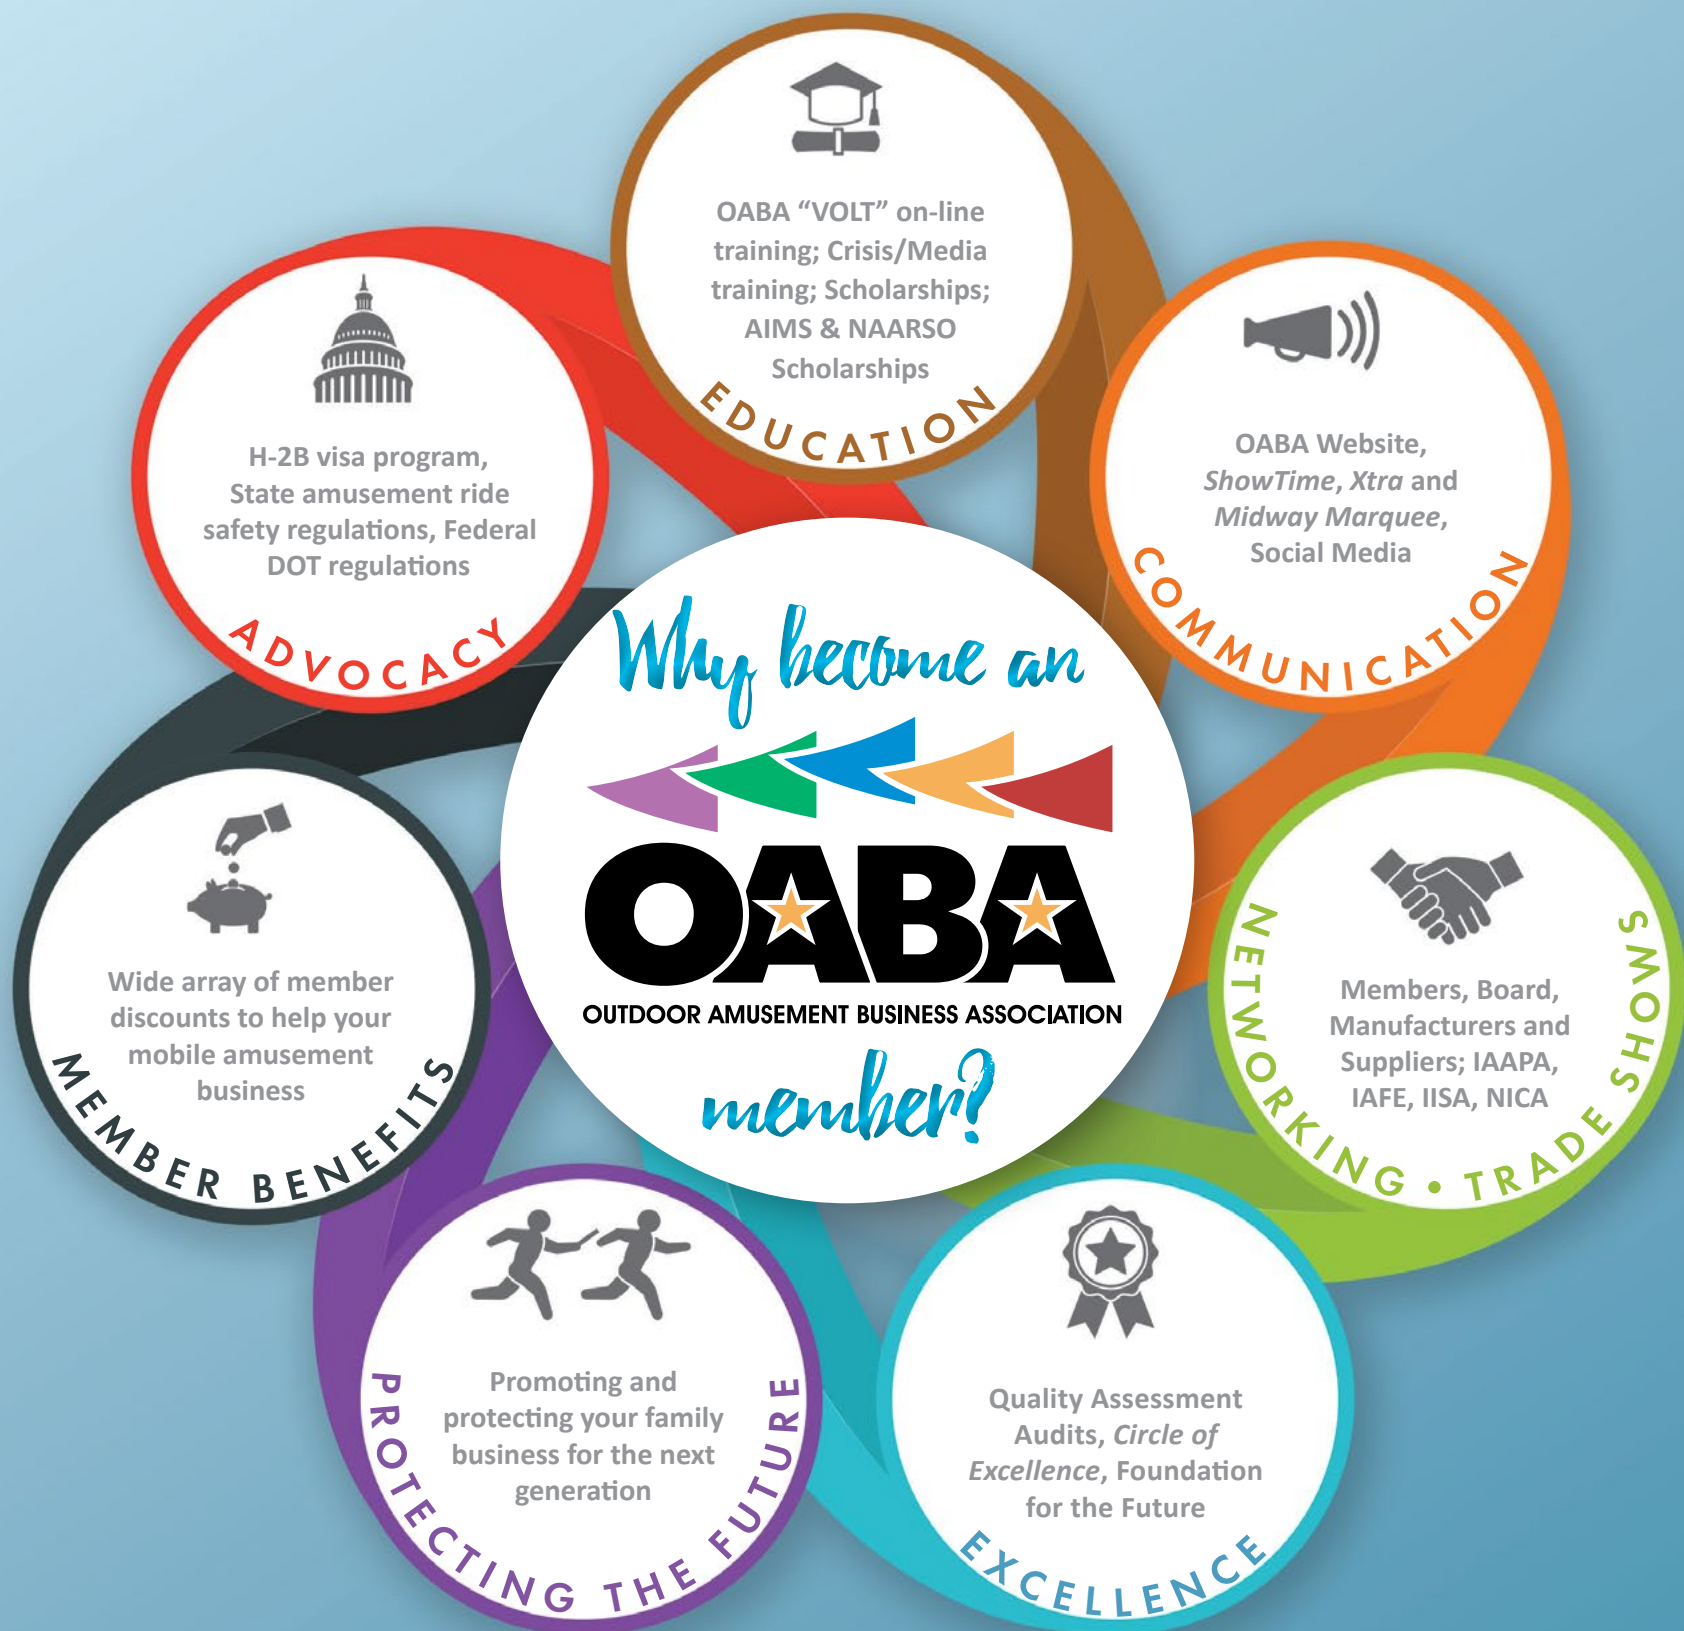 OABA “VOLT” on-line
training; Crisis/Media
training; Scholarships;
AIMS & NAARSO
Scholarships
EDUCATION
H-2B visa program,
State amusement ride
safety regulations, Federal
DOT regulations
ADVOCACY
OABA Website,
ShowTime, Xtra and
Midway Marquee,
Social Media
COMMUNICATION
Why become an
OABA
OUTDOOR AMUSEMENT BUSINESS ASSOCIATION
member?
Wide array of member
discounts to help your
mobile amusement
business
MEMBER BENEFITS
Members, Board,
Manufacturers and
Suppliers; IAAPA,
IAFE, IISA, NICA
NETWORKING • TRADE SHOWS
Promoting and
protecting your family
business for the next
generation
PROTECTING THE FUTURE
Quality Assessment
Audits, Circle of
Excellence, Foundation
for the Future
EXCELLENCE